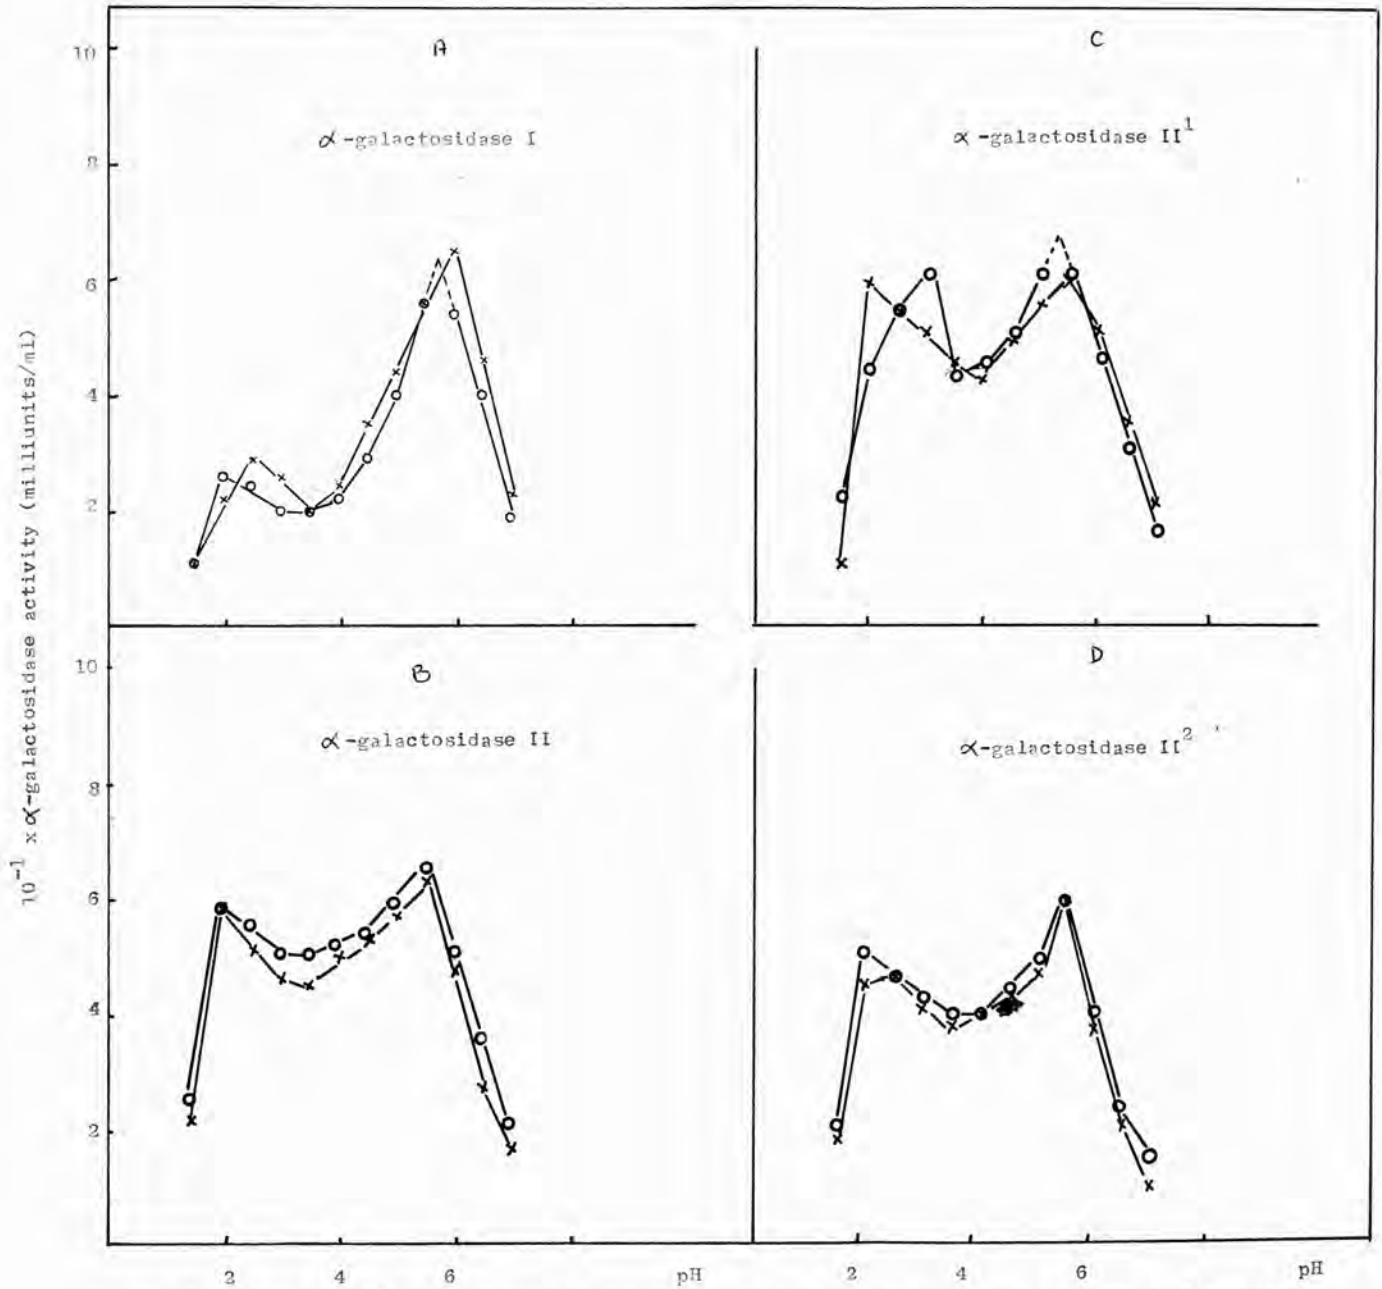 A
C
10
α-galactosidase I
α-galactosidase II¹
8
6
4
2
10⁻¹ x α-galactosidase activity (milliunits/ml)
B
D
10
α-galactosidase II
α-galactosidase II²
8
6
4
2
2 4 6 pH
2 4 6 pH